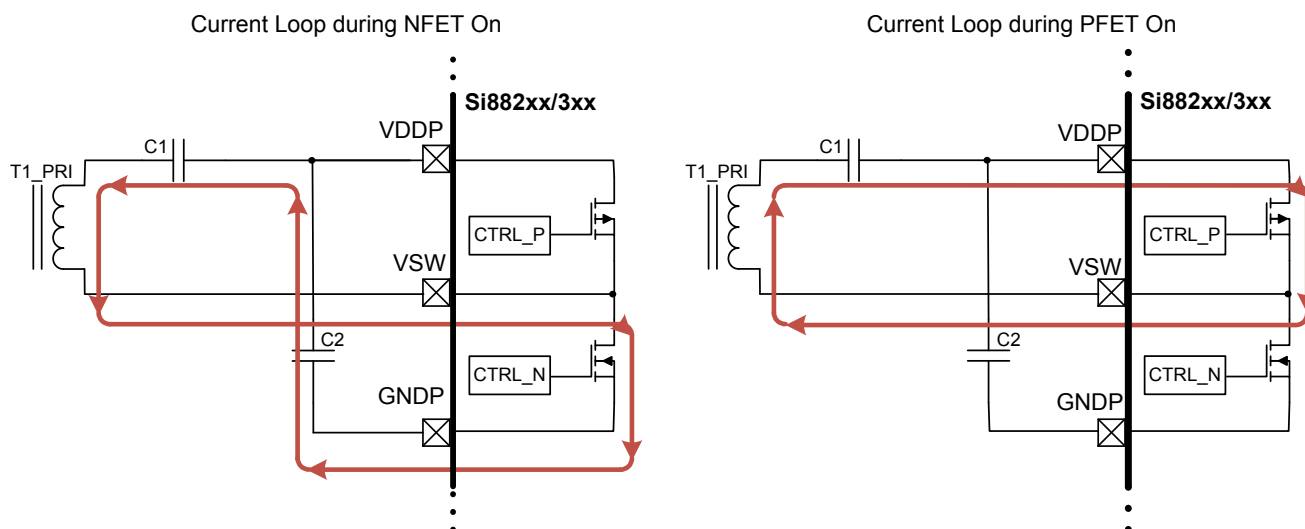 Current Loop during NFET On
Si882xx/3xx
VDDP
C1
T1_PRI
CTRL_P
VSW
C2
CTRL_N
GNDP
Current Loop during PFET On
Si882xx/3xx
VDDP
C1
T1_PRI
CTRL_P
VSW
C2
CTRL_N
GNDP